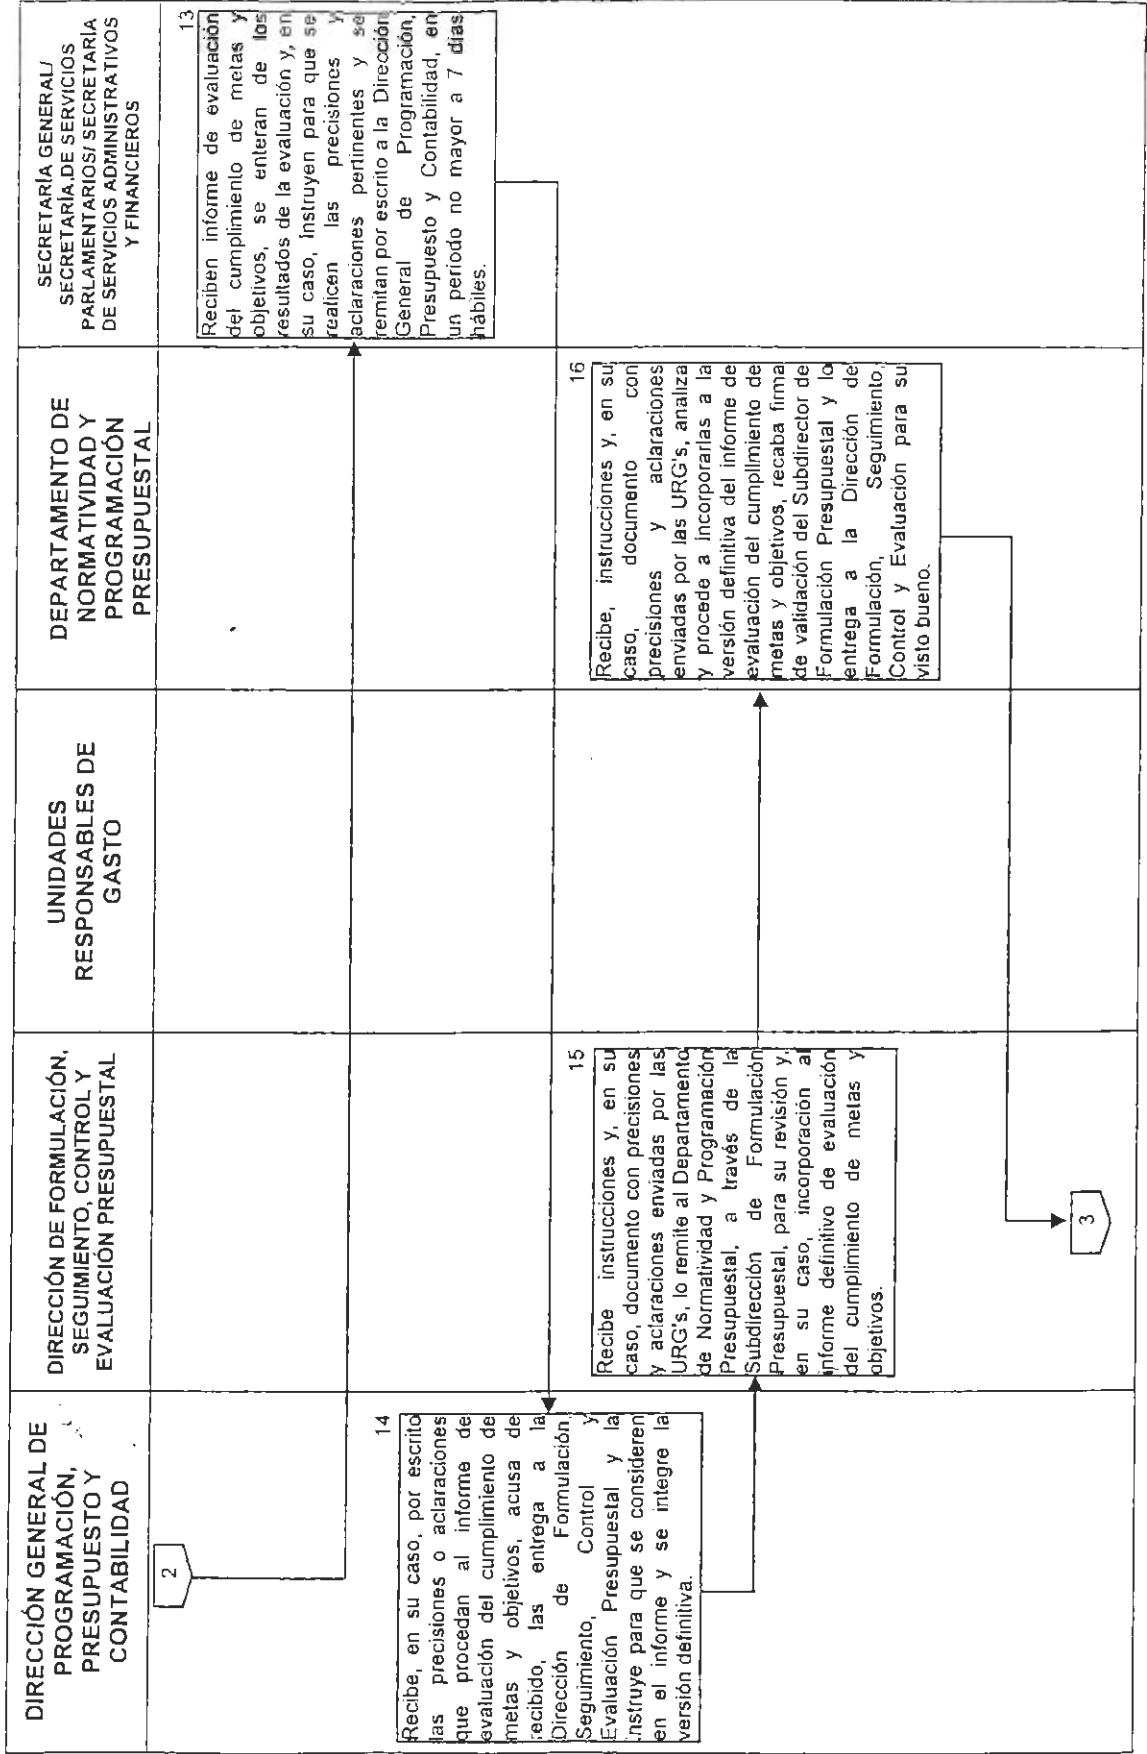 DIRECCIÓN GENERAL DE
PROGRAMACIÓN,
PRESUPUESTO Y
CONTABILIDAD
DIRECCIÓN DE FORMULACIÓN,
SEGUIMIENTO, CONTROL Y
EVALUACIÓN PRESUPUESTAL
UNIDADES
RESPONSABLES DE
GASTO
DEPARTAMENTO DE
NORMATIVIDAD Y
PROGRAMACIÓN
PRESUPUESTAL
SECRETARÍA GENERAL/
SECRETARÍA DE SERVICIOS
PARLAMENTARIOS/ SECRETARÍA
DE SERVICIOS ADMINISTRATIVOS
Y FINANCIEROS
2
13
Reciben informe de evaluación
del cumplimiento de metas y
objetivos, se enteran de los
resultados de la evaluación y, en
su caso, instruyen para que se
realicen las precisiones y
aclaraciones pertinentes y se
remitan por escrito a la Dirección
General de Programación,
Presupuesto y Contabilidad, en
un periodo no mayor a 7 días
hábiles.
14
Recibe, en su caso, por escrito
las precisiones o aclaraciones
que procedan al informe de
evaluación del cumplimiento de
metas y objetivos, acusa de
recibido, las entrega a la
Dirección de Formulación,
Seguimiento, Control y
Evaluación Presupuestal y la
instruye para que se consideren
en el informe y se integre la
versión definitiva.
15
Recibe instrucciones y, en su
caso, documento con precisiones
y aclaraciones enviadas por las
URG's, lo remite al Departamento
de Normatividad y Programación
Presupuestal, a través de la
Subdirección de Formulación
Presupuestal, para su revisión y,
en su caso, incorporación al
informe definitivo de evaluación
del cumplimiento de metas y
objetivos.
16
Recibe, instrucciones y, en su
caso, documento con
precisiones y aclaraciones
enviadas por las URG's, analiza
y procede a incorporarlas a la
versión definitiva del informe de
evaluación del cumplimiento de
metas y objetivos, recaba firma
de validación del Subdirector de
Formulación Presupuestal y lo
entrega a la Dirección de
Formulación, Seguimiento,
Control y Evaluación para su
visto bueno.
3